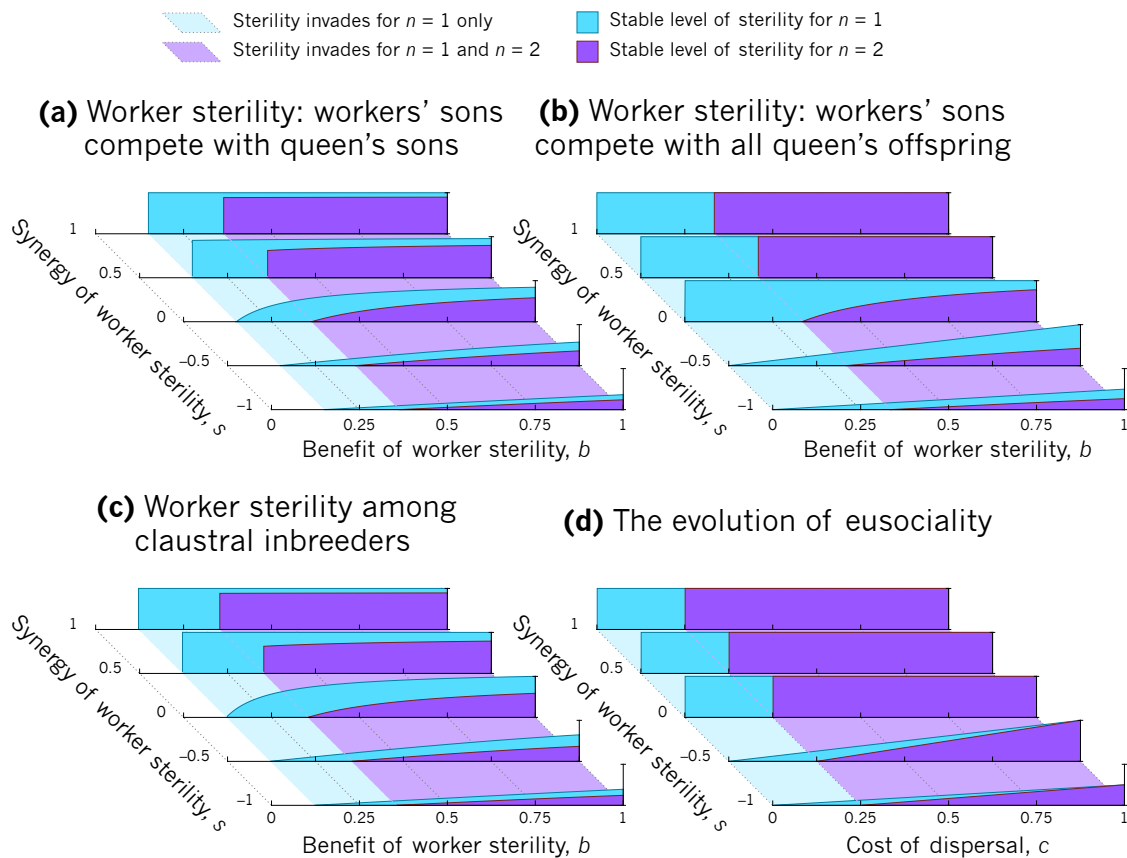 Sterility invades for n = 1 only
Stable level of sterility for n = 1
Sterility invades for n = 1 and n = 2
Stable level of sterility for n = 2
(a) Worker sterility: workers’ sons
compete with queen’s sons
1
0.5
0
−0.5
−1
Synergy of worker sterility, s
0 0.25 0.5 0.75 1
Benefit of worker sterility, b
(b) Worker sterility: workers’ sons
compete with all queen’s offspring
1
0.5
0
−0.5
−1
Synergy of worker sterility, s
0 0.25 0.5 0.75 1
Benefit of worker sterility, b
(c) Worker sterility among
claustral inbreeders
1
0.5
0
−0.5
−1
Synergy of worker sterility, s
0 0.25 0.5 0.75 1
Benefit of worker sterility, b
(d) The evolution of eusociality
1
0.5
0
−0.5
−1
Synergy of worker sterility, s
0 0.25 0.5 0.75 1
Cost of dispersal, c